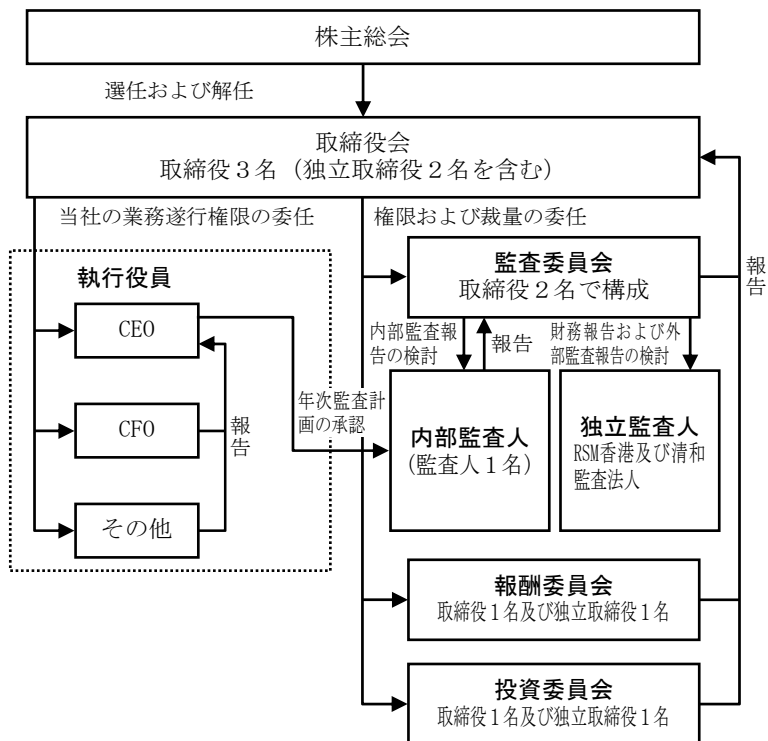 株主総会
選任および解任
取締役会
取締役３名（独立取締役２名を含む）
当社の業務遂行権限の委任
権限および裁量の委任
執行役員
CEO
CFO
その他
報告
年次監査計
画の承認
監査委員会
取締役２名で構成
内部監査報
告の検討
報告
財務報告および外
部監査報告の検討
内部監査人
(監査人１名)
独立監査人
RSM香港及び清和
監査法人
報酬委員会
取締役１名及び独立取締役１名
投資委員会
取締役１名及び独立取締役１名
報告